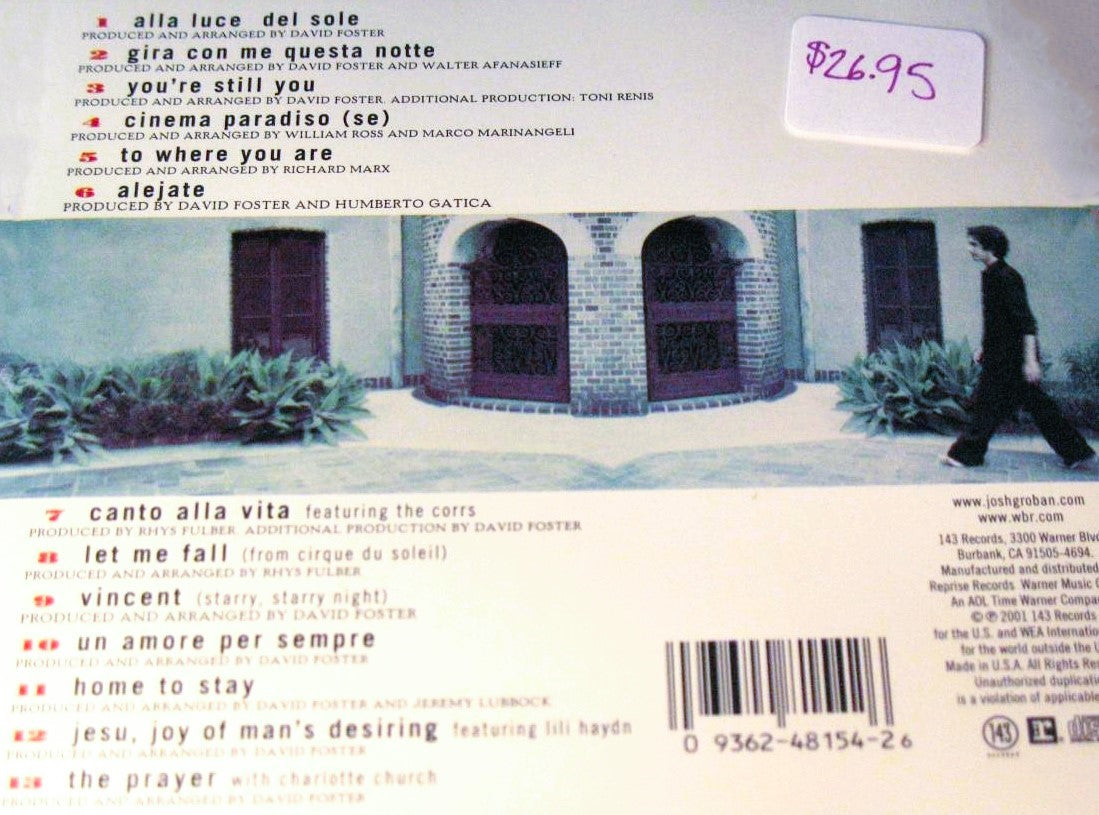 1 alla luce del sole
PRODUCED AND ARRANGED BY DAVID FOSTER
2 gira con me questa notte
PRODUCED AND ARRANGED BY DAVID FOSTER AND WALTER AFANASIEFF
3 you're still you
PRODUCED AND ARRANGED BY DAVID FOSTER. ADDITIONAL PRODUCTION: TONI RENIS
4 cinema paradiso (se)
PRODUCED AND ARRANGED BY WILLIAM ROSS AND MARCO MARINANGELI
5 to where you are
PRODUCED AND ARRANGED BY RICHARD MARX
6 alejate
PRODUCED BY DAVID FOSTER AND HUMBERTO GATICA
$26.95
7 canto alla vita featuring the corrs
PRODUCED BY RHYS FULBER. ADDITIONAL PRODUCTION BY DAVID FOSTER
8 let me fall (from cirque du soleil)
PRODUCED AND ARRANGED BY RHYS FULBER
9 vincent (starry, starry night)
PRODUCED AND ARRANGED BY DAVID FOSTER
10 un amore per sempre
PRODUCED AND ARRANGED BY DAVID FOSTER
11 home to stay
PRODUCED AND ARRANGED BY DAVID FOSTER AND JEREMY LUBBOCK
12 jesu, joy of man's desiring featuring lili haydn
PRODUCED AND ARRANGED BY DAVID FOSTER
13 the prayer with charlotte church
PRODUCED AND ARRANGED BY DAVID FOSTER
www.joshgroban.com
www.wbr.com
143 Records, 3300 Warner Blv
Burbank, CA 91505-4694.
Manufactured and distributed
Reprise Records. Warner Music
An AOL Time Warner Compa
© ℗ 2001 143 Records
for the U.S. and WEA Internatio
for the world outside the U
Made in U.S.A. All Rights Re
Unauthorized duplicati
is a violation of applicable
0 9362-48154-2 6
143